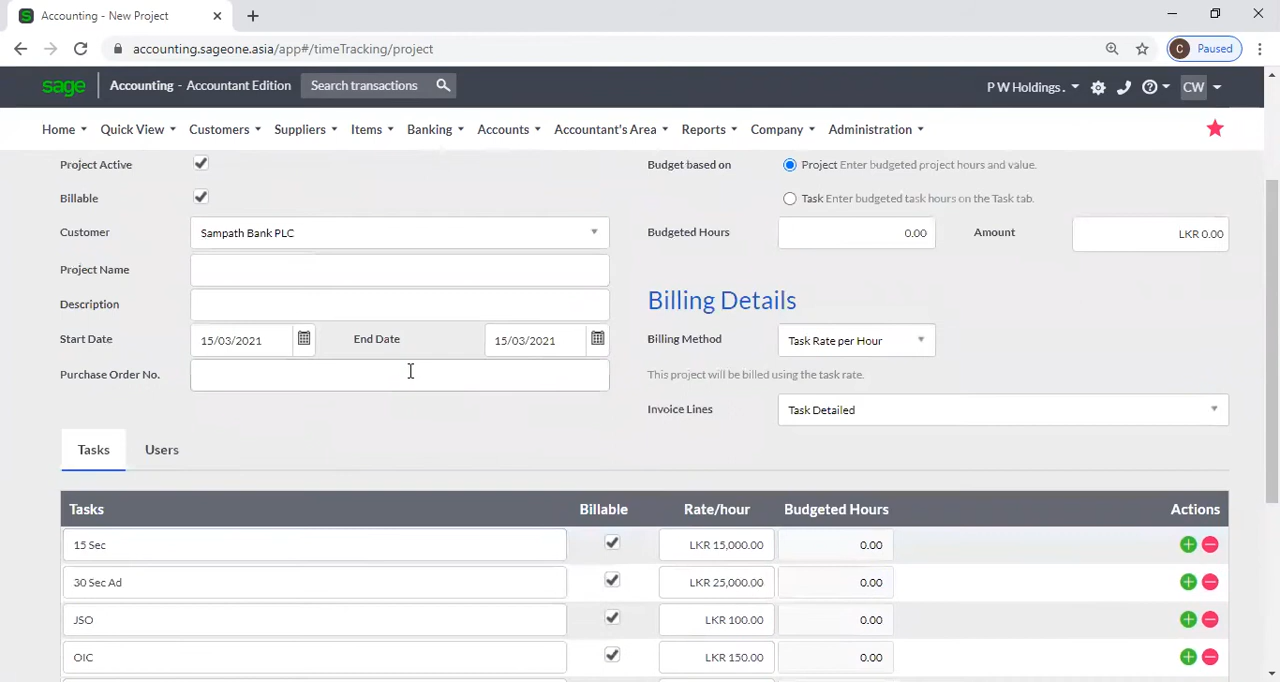 Accounting - New Project
accounting.sageone.asia/app#/timeTracking/project
C Paused
sage Accounting - Accountant Edition Search transactions P W Holdings . CW
Home Quick View Customers Suppliers Items Banking Accounts Accountant's Area Reports Company Administration
Project Active Budget based on Project Enter budgeted project hours and value.
Billable Task Enter budgeted task hours on the Task tab.
Customer Sampath Bank PLC Budgeted Hours 0.00 Amount LKR 0.00
Project Name
Description Billing Details
Start Date 15/03/2021 End Date 15/03/2021 Billing Method Task Rate per Hour
Purchase Order No. This project will be billed using the task rate.
Invoice Lines Task Detailed
Tasks Users
Tasks Billable Rate/hour Budgeted Hours Actions
15 Sec LKR 15,000.00 0.00
30 Sec Ad LKR 25,000.00 0.00
JSO LKR 100.00 0.00
OIC LKR 150.00 0.00